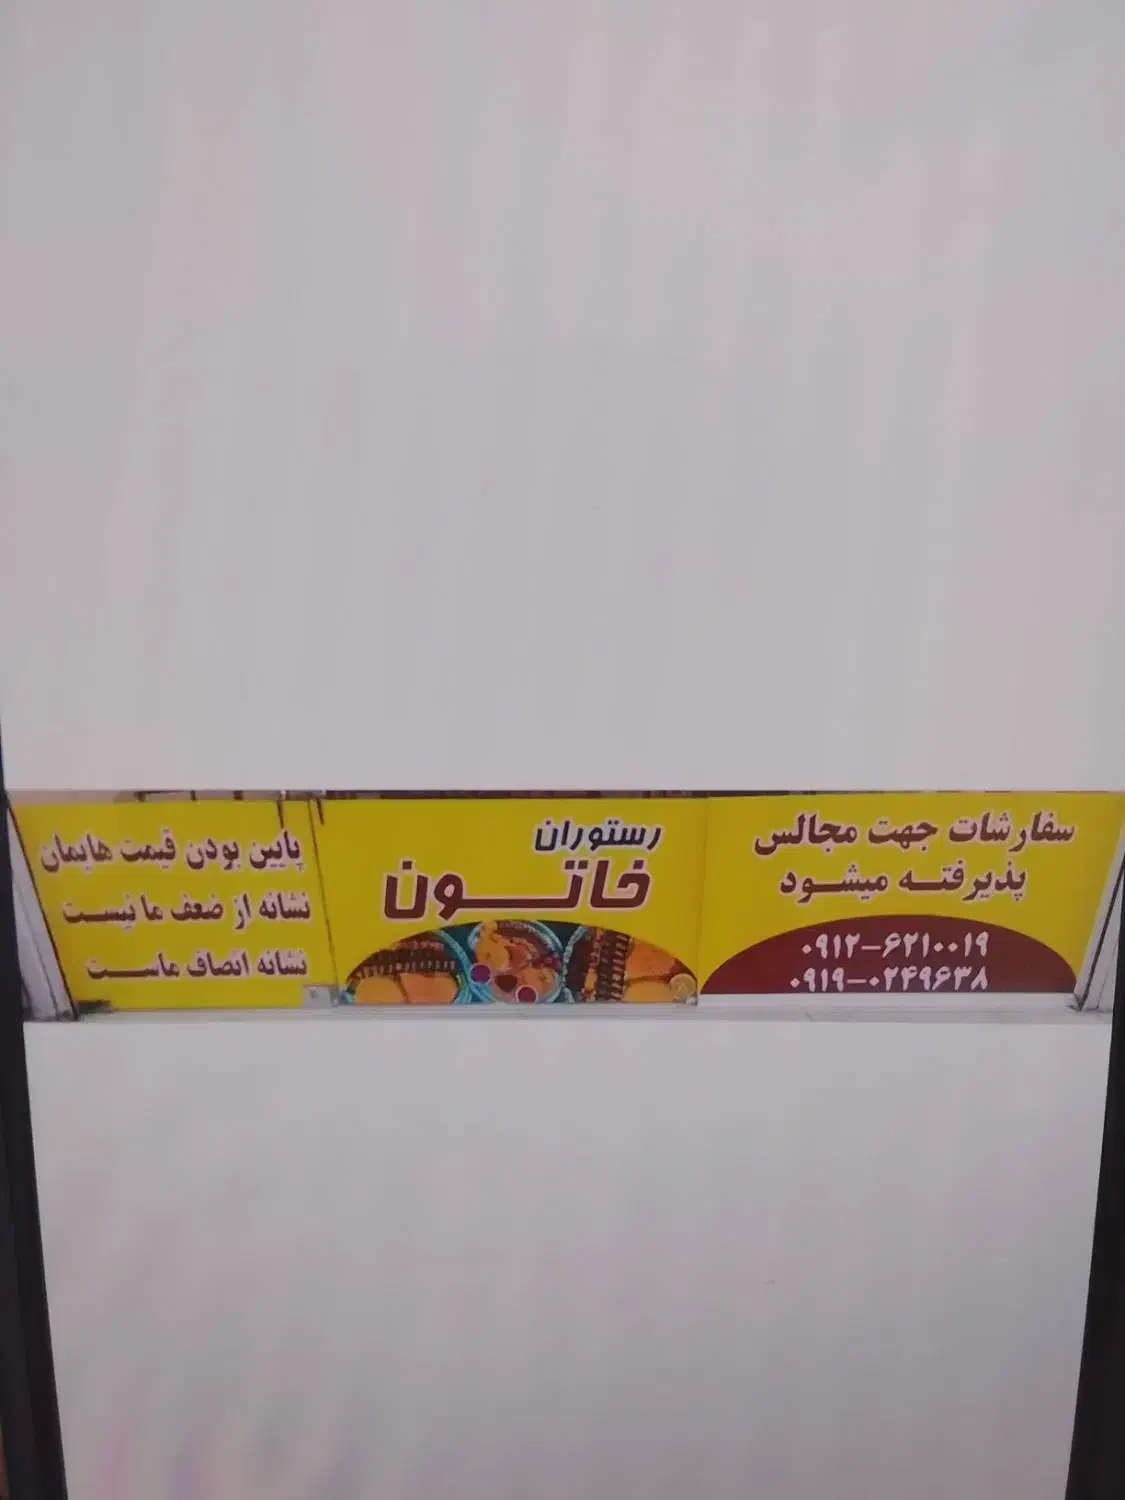 سفارشات جهت مجالس
پذیرفته میشود
۰۹۱۲-۶۲۱۰۰۱۹
۰۹۱۹-۰۲۴۹۶۳۸
رستوران
خاتون
پایین بودن قیمت هایمان
نشانه از ضعف ما نیست
نشانه انصاف ماست